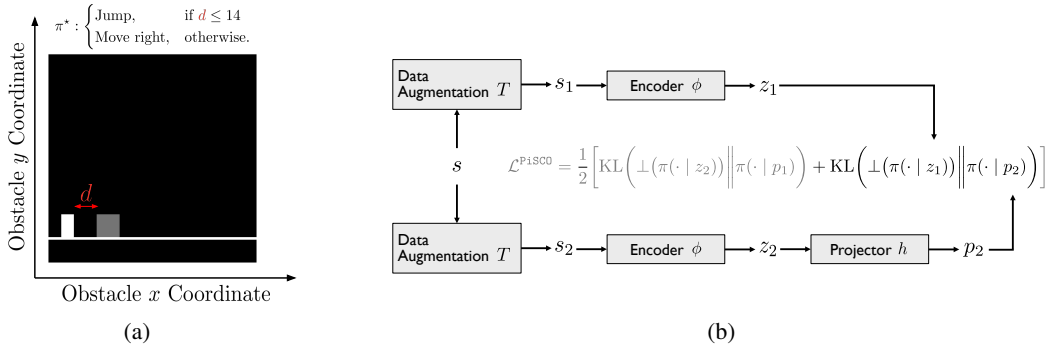 π* : { Jump, if d ≤ 14
Move right, otherwise.
Obstacle y Coordinate
d
Obstacle x Coordinate
(a)
Data
Augmentation T
s₁
Encoder ϕ
z₁
s
ℒ^PiSCO = 1/2 [ KL( ⊥(π(· | z₂)) ‖ π(· | p₁) ) + KL( ⊥(π(· | z₁)) ‖ π(· | p₂) ) ]
Data
Augmentation T
s₂
Encoder ϕ
z₂
Projector h
p₂
(b)